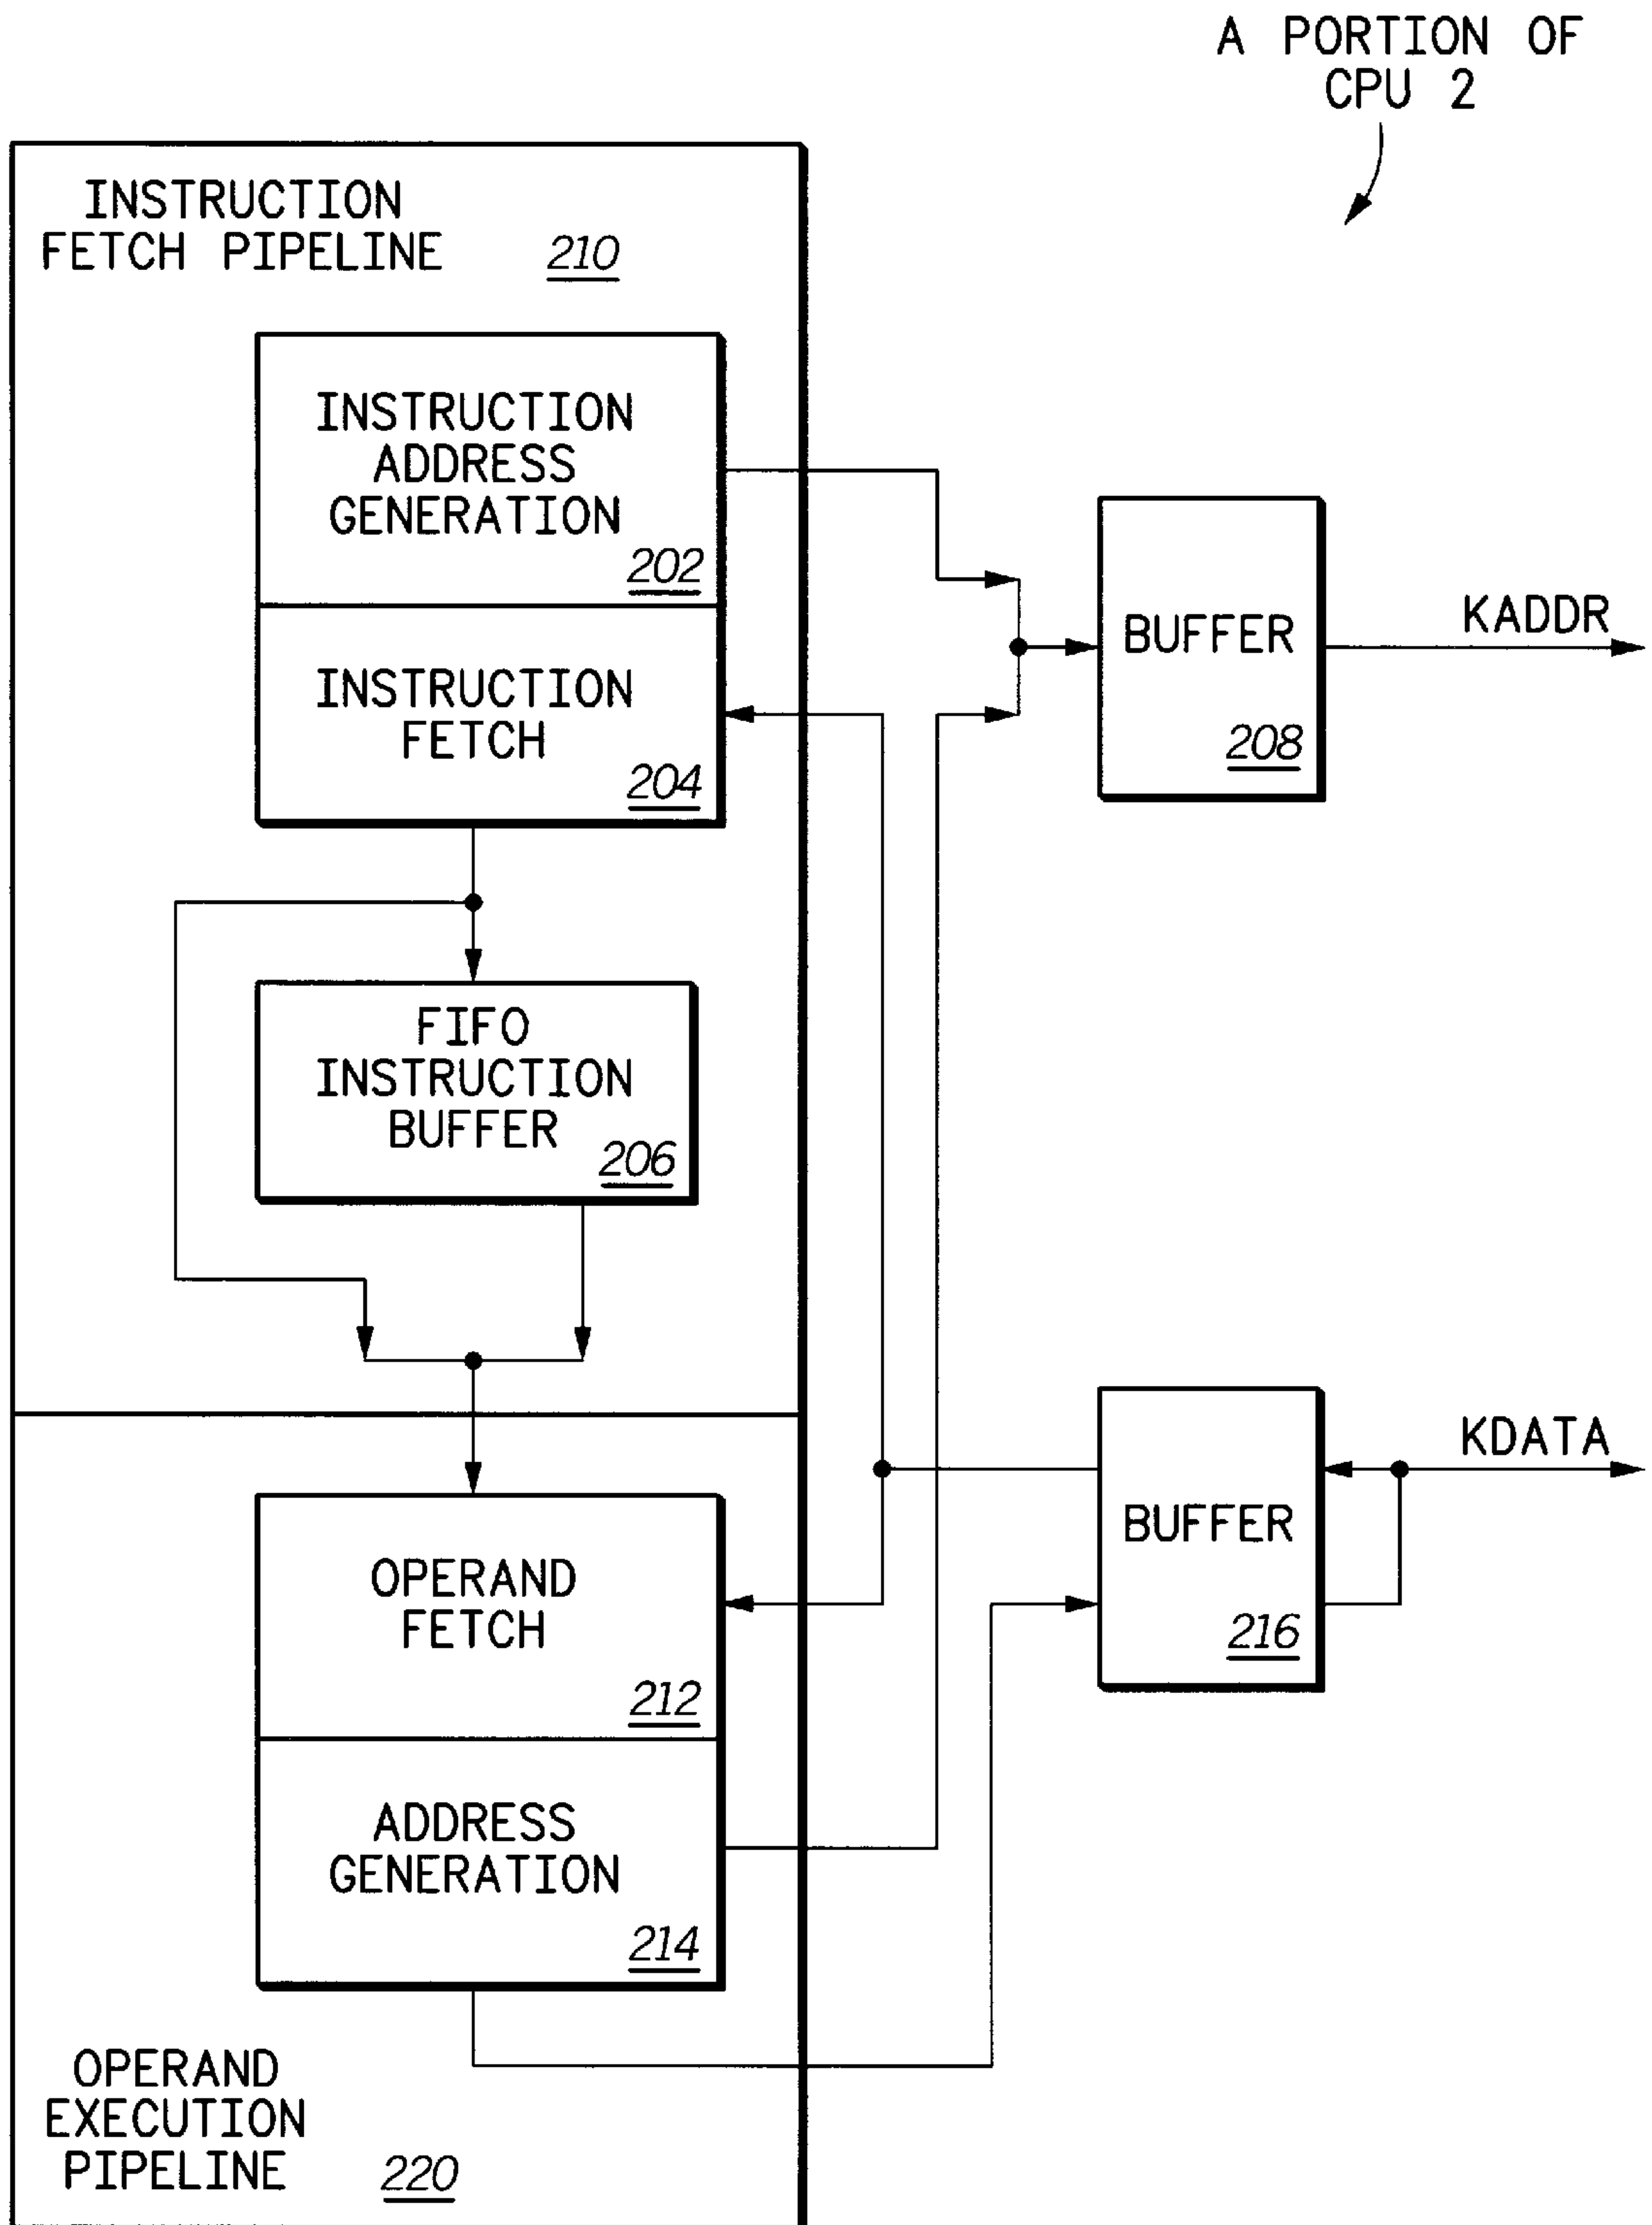 A PORTION OF
CPU 2
INSTRUCTION
FETCH PIPELINE
210
INSTRUCTION
ADDRESS
GENERATION
202
INSTRUCTION
FETCH
204
BUFFER
208
KADDR
FIFO
INSTRUCTION
BUFFER
206
KDATA
BUFFER
216
OPERAND
FETCH
212
ADDRESS
GENERATION
214
OPERAND
EXECUTION
PIPELINE
220